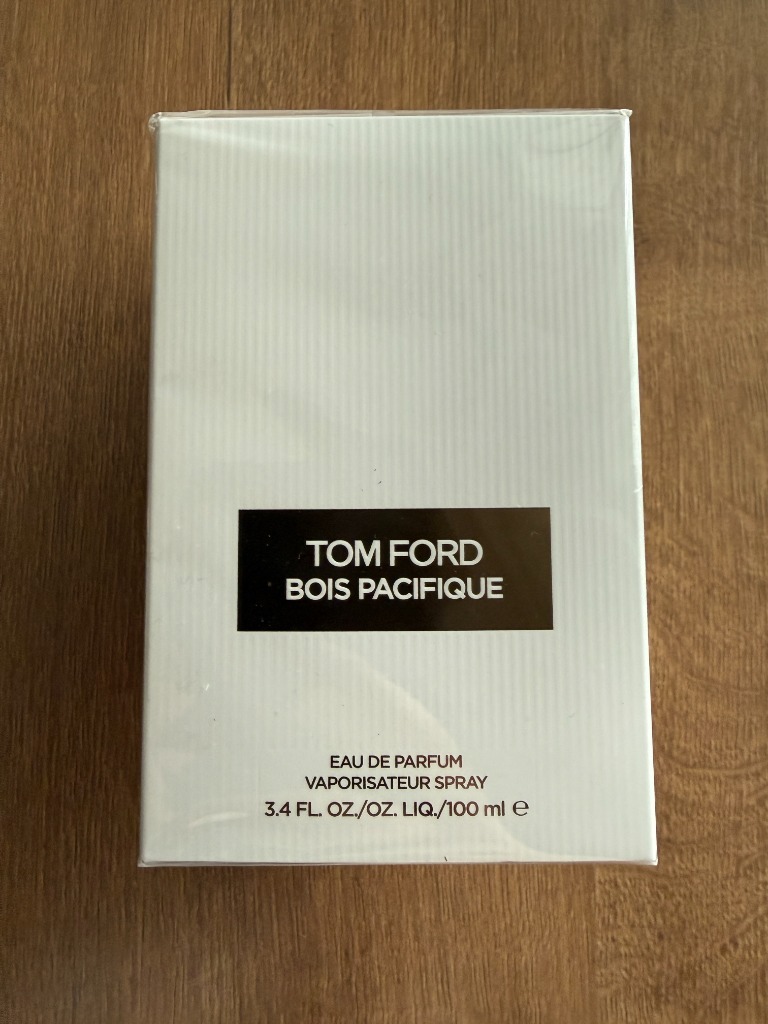 TOM FORD
BOIS PACIFIQUE
EAU DE PARFUM
VAPORISATEUR SPRAY
3.4 FL. OZ./OZ. LIQ./100 ml ℮